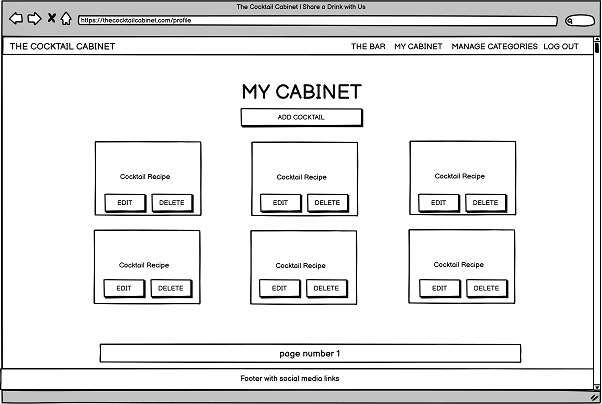 The Cocktail Cabinet | Share a Drink with Us
https://thecocktailcabinet.com/profile
THE COCKTAIL CABINET THE BAR MY CABINET MANAGE CATEGORIES LOG OUT
MY CABINET
ADD COCKTAIL
Cocktail Recipe Cocktail Recipe Cocktail Recipe
EDIT DELETE EDIT DELETE EDIT DELETE
Cocktail Recipe Cocktail Recipe Cocktail Recipe
EDIT DELETE EDIT DELETE EDIT DELETE
page number 1
Footer with social media links